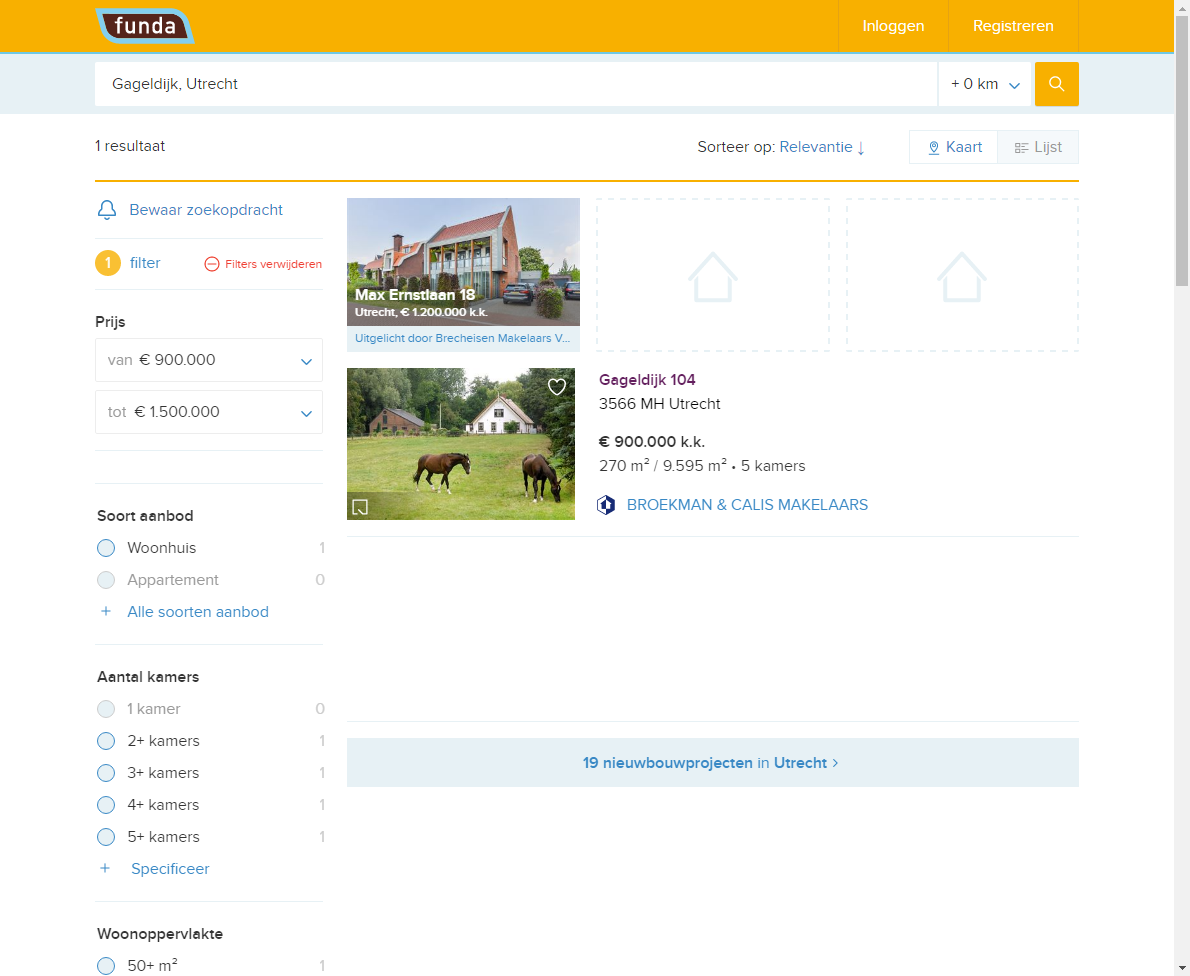 funda
Inloggen
Registreren
Gageldijk, Utrecht
+ 0 km
1 resultaat
Sorteer op: Relevantie ↓
Kaart
Lijst
Bewaar zoekopdracht
1 filter
Filters verwijderen
Prijs
van € 900.000
tot € 1.500.000
Soort aanbod
Woonhuis 1
Appartement 0
+ Alle soorten aanbod
Aantal kamers
1 kamer 0
2+ kamers 1
3+ kamers 1
4+ kamers 1
5+ kamers 1
+ Specificeer
Woonoppervlakte
50+ m² 1
Max Ernstlaan 18
Utrecht, € 1.200.000 k.k.
Uitgelicht door Brecheisen Makelaars V...
Gageldijk 104
3566 MH Utrecht
€ 900.000 k.k.
270 m² / 9.595 m² • 5 kamers
BROEKMAN & CALIS MAKELAARS
19 nieuwbouwprojecten in Utrecht >